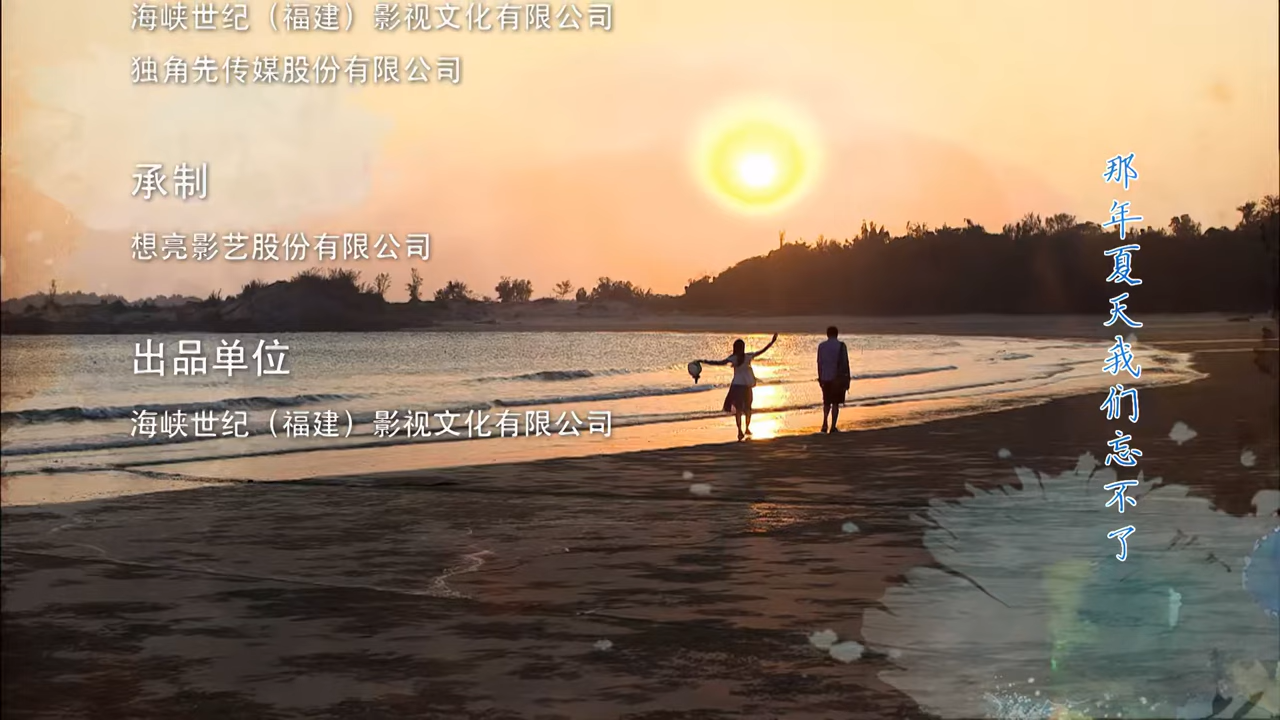 海峡世纪（福建）影视文化有限公司
独角先传媒股份有限公司
承制
想亮影艺股份有限公司
出品单位
海峡世纪（福建）影视文化有限公司
那年夏天我们忘不了